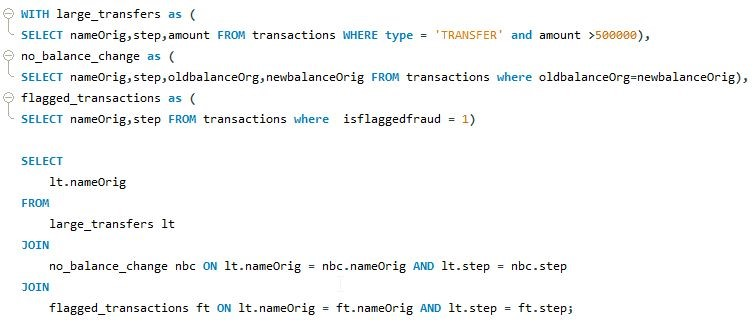 WITH large_transfers as (
SELECT nameOrig,step,amount FROM transactions WHERE type = 'TRANSFER' and amount >500000),
no_balance_change as (
SELECT nameOrig,step,oldbalanceOrg,newbalanceOrig FROM transactions where oldbalanceOrg=newbalanceOrig),
flagged_transactions as (
SELECT nameOrig,step FROM transactions where  isflaggedfraud = 1)
SELECT
lt.nameOrig
FROM
large_transfers lt
JOIN
no_balance_change nbc ON lt.nameOrig = nbc.nameOrig AND lt.step = nbc.step
JOIN
flagged_transactions ft ON lt.nameOrig = ft.nameOrig AND lt.step = ft.step;